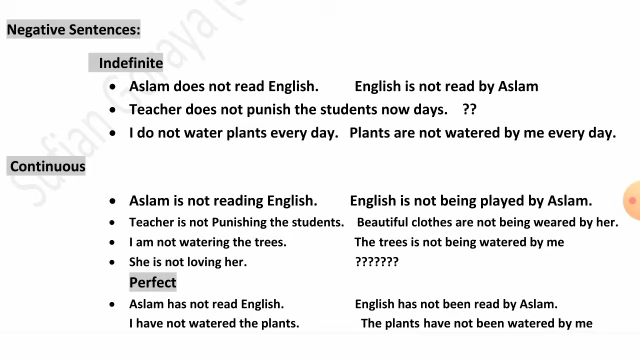 Negative Sentences:
Indefinite
• Aslam does not read English. English is not read by Aslam
• Teacher does not punish the students now days. ??
• I do not water plants every day. Plants are not watered by me every day.
Continuous
• Aslam is not reading English. English is not being played by Aslam.
• Teacher is not Punishing the students. Beautiful clothes are not being weared by her.
• I am not watering the trees. The trees is not being watered by me
• She is not loving her. ???????
Perfect
• Aslam has not read English. English has not been read by Aslam.
I have not watered the plants. The plants have not been watered by me